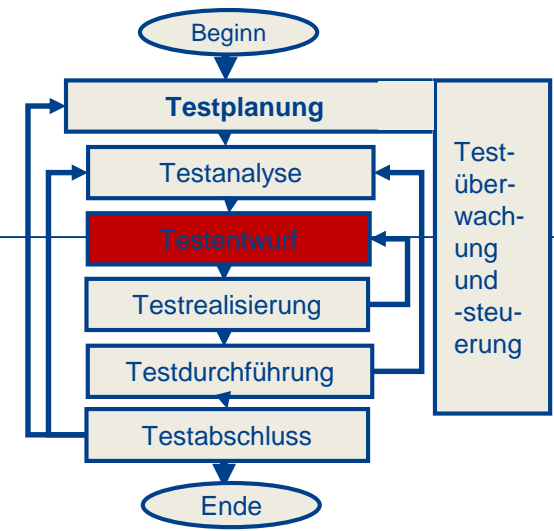 Beginn
Testplanung
Testanalyse
Testentwurf
Testrealisierung
Testdurchführung
Testabschluss
Ende
Test-
über-
wach-
ung
und
-steu-
erung